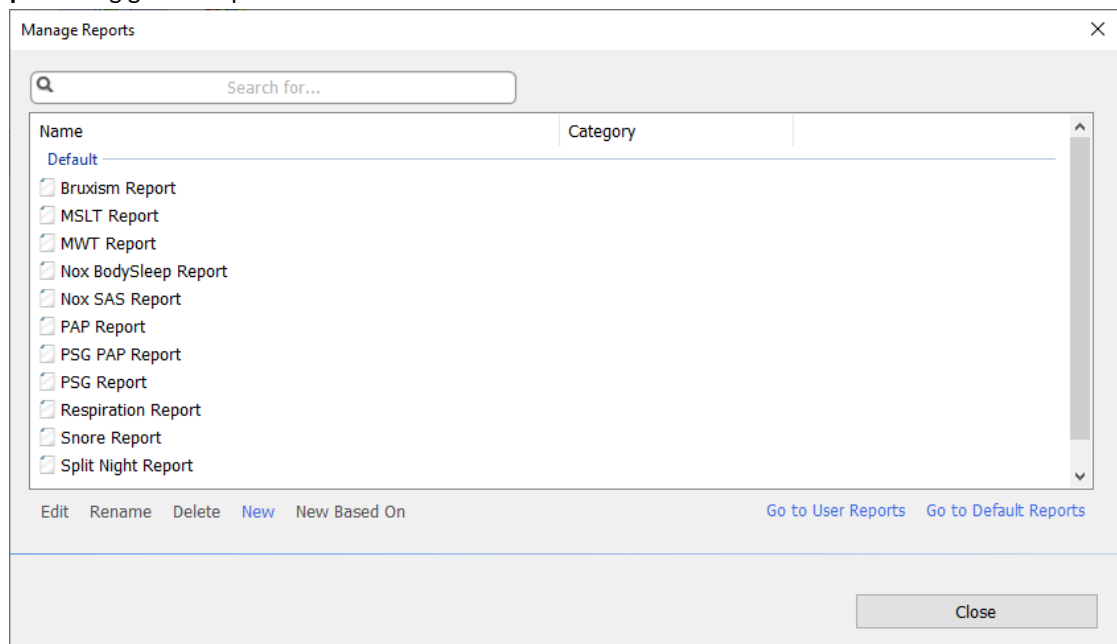 Manage Reports
Search for...
Name Category
Default
Bruxism Report
MSLT Report
MWT Report
Nox BodySleep Report
Nox SAS Report
PAP Report
PSG PAP Report
PSG Report
Respiration Report
Snore Report
Split Night Report
Edit Rename Delete New New Based On Go to User Reports Go to Default Reports
Close